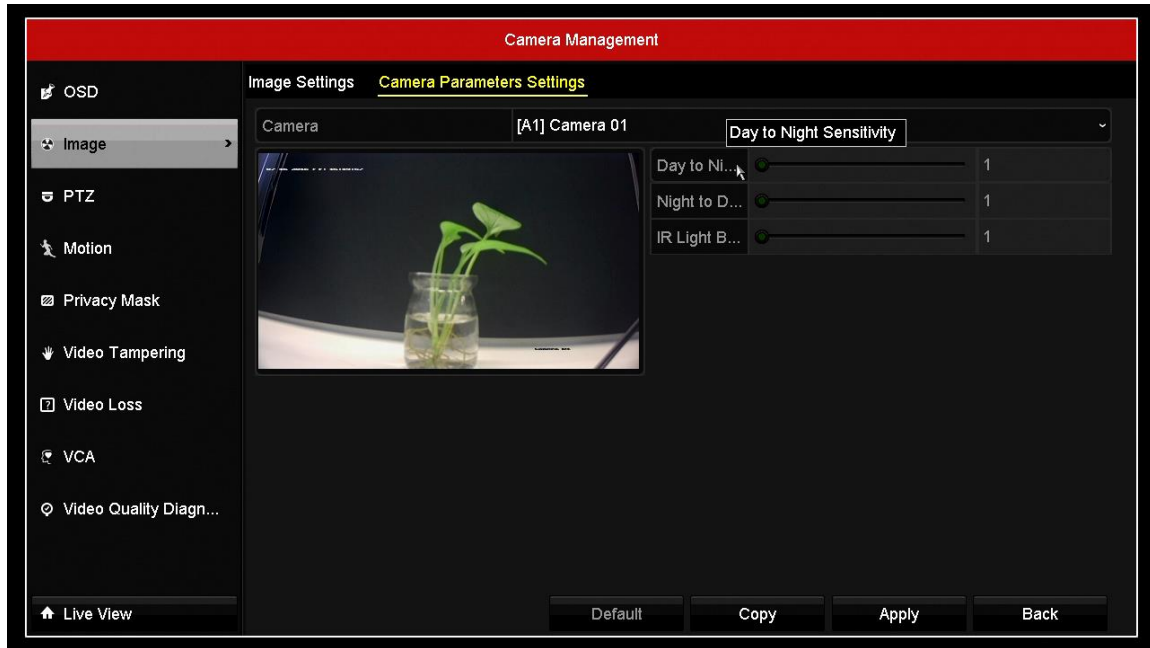 Camera Management
OSD
Image
PTZ
Motion
Privacy Mask
Video Tampering
Video Loss
VCA
Video Quality Diagn...
Live View
Image Settings
Camera Parameters Settings
Camera
[A1] Camera 01
Day to Night Sensitivity
Day to Ni...
1
Night to D...
1
IR Light B...
1
Default
Copy
Apply
Back